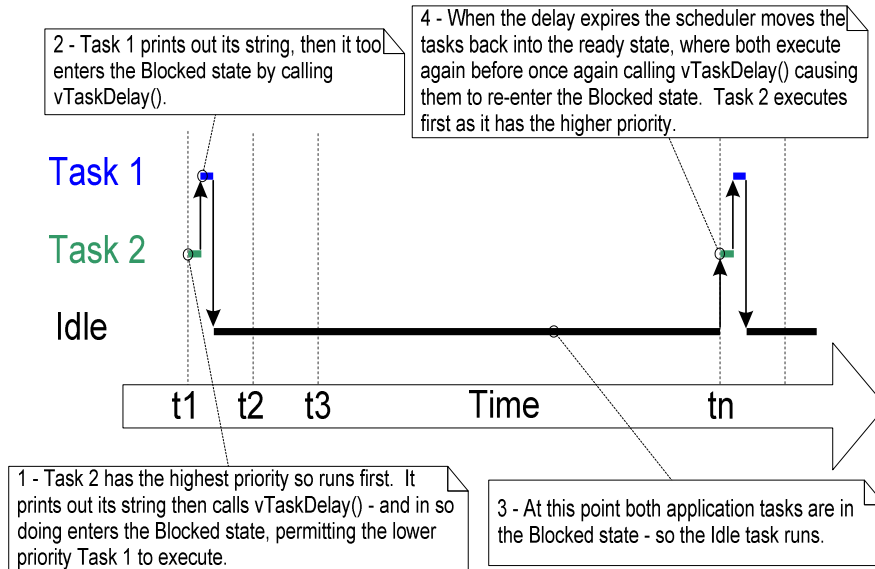 2 - Task 1 prints out its string, then it too
enters the Blocked state by calling
vTaskDelay().
4 - When the delay expires the scheduler moves the
tasks back into the ready state, where both execute
again before once again calling vTaskDelay() causing
them to re-enter the Blocked state. Task 2 executes
first as it has the higher priority.
Task 1
Task 2
Idle
t1 t2 t3 Time tn
1 - Task 2 has the highest priority so runs first. It
prints out its string then calls vTaskDelay() - and in so
doing enters the Blocked state, permitting the lower
priority Task 1 to execute.
3 - At this point both application tasks are in
the Blocked state - so the Idle task runs.